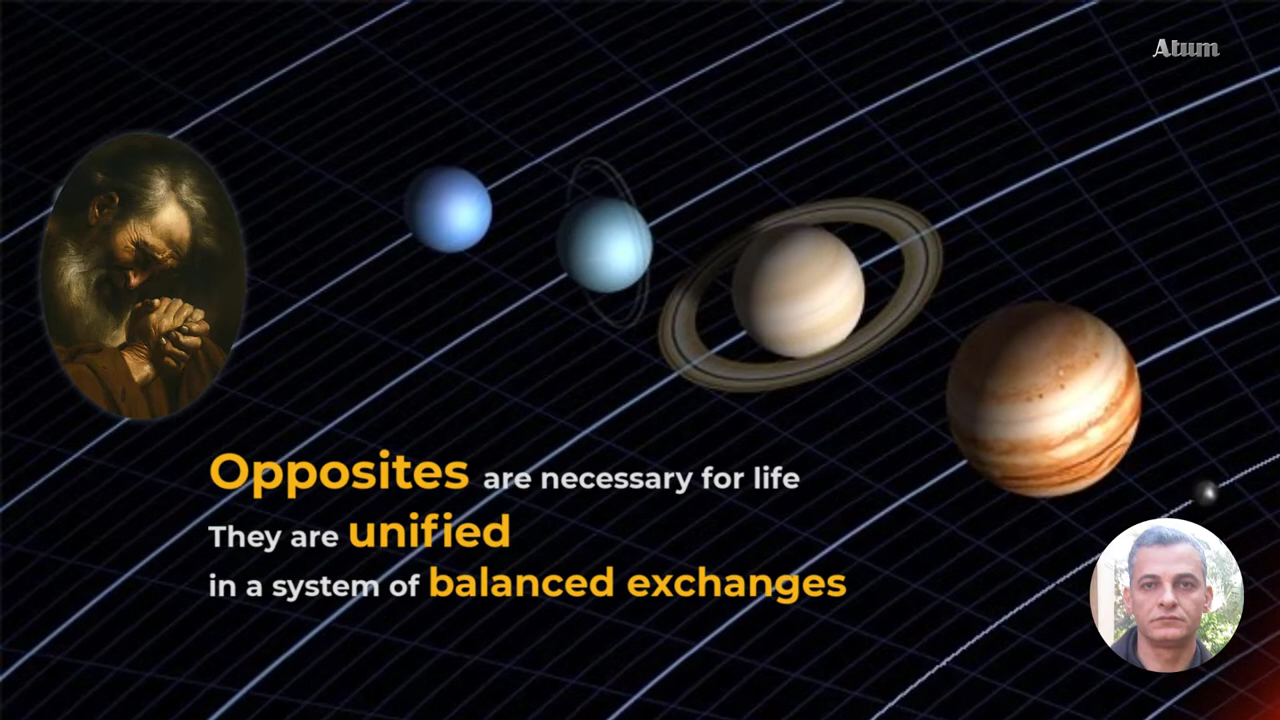 Atum
Opposites are necessary for life
They are unified
in a system of balanced exchanges